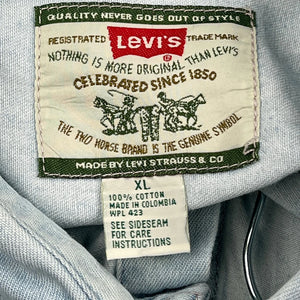 QUALITY NEVER GOES OUT OF STYLE
REGISTRATED Levi's TRADE MARK
NOTHING IS MORE ORIGINAL THAN LEVI'S
CELEBRATED SINCE 1850
THE TWO HORSE BRAND IS THE GENUINE SYMBOL
MADE BY LEVI STRAUSS & CO
XL
100% COTTON
MADE IN COLOMBIA
WPL 423
SEE SIDESEAM
FOR CARE
INSTRUCTIONS